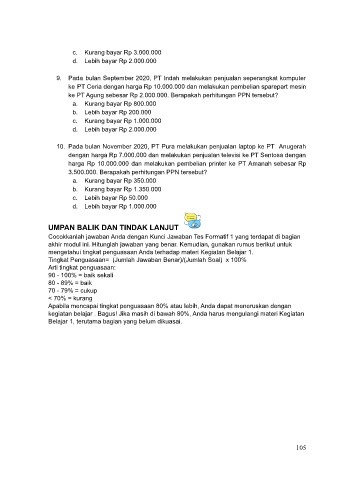 c. Kurang bayar Rp 3.000.000
d. Lebih bayar Rp 2.000.000
9. Pada bulan September 2020, PT Indah melakukan penjualan seperangkat komputer
ke PT Ceria dengan harga Rp 10.000.000 dan melakukan pembelian sparepart mesin
ke PT Agung sebesar Rp 2.000.000. Berapakah perhitungan PPN tersebut?
a. Kurang bayar Rp 800.000
b. Lebih bayar Rp 200.000
c. Kurang bayar Rp 1.000.000
d. Lebih bayar Rp 2.000.000
10. Pada bulan November 2020, PT Pura melakukan penjualan laptop ke PT Anugerah
dengan harga Rp 7.000.000 dan melakukan penjualan televisi ke PT Sentosa dengan
harga Rp 10.000.000 dan melakukan pembelian printer ke PT Amanah sebesar Rp
3.500.000. Berapakah perhitungan PPN tersebut?
a. Kurang bayar Rp 350.000
b. Kurang bayar Rp 1.350.000
c. Lebih bayar Rp 50.000
d. Lebih bayar Rp 1.000.000
UMPAN BALIK DAN TINDAK LANJUT
Cocokkanlah jawaban Anda dengan Kunci Jawaban Tes Formatif 1 yang terdapat di bagian
akhir modul ini. Hitunglah jawaban yang benar. Kemudian, gunakan rumus berikut untuk
mengetahui tingkat penguasaan Anda terhadap materi Kegiatan Belajar 1.
Tingkat Penguasaan= (Jumlah Jawaban Benar)/(Jumlah Soal) x 100%
Arti tingkat penguasaan:
90 - 100% = baik sekali
80 - 89% = baik
70 - 79% = cukup
< 70% = kurang
Apabila mencapai tingkat penguasaan 80% atau lebih, Anda dapat meneruskan dengan
kegiatan belajar . Bagus! Jika masih di bawah 80%, Anda harus mengulangi materi Kegiatan
Belajar 1, terutama bagian yang belum dikuasai.
105